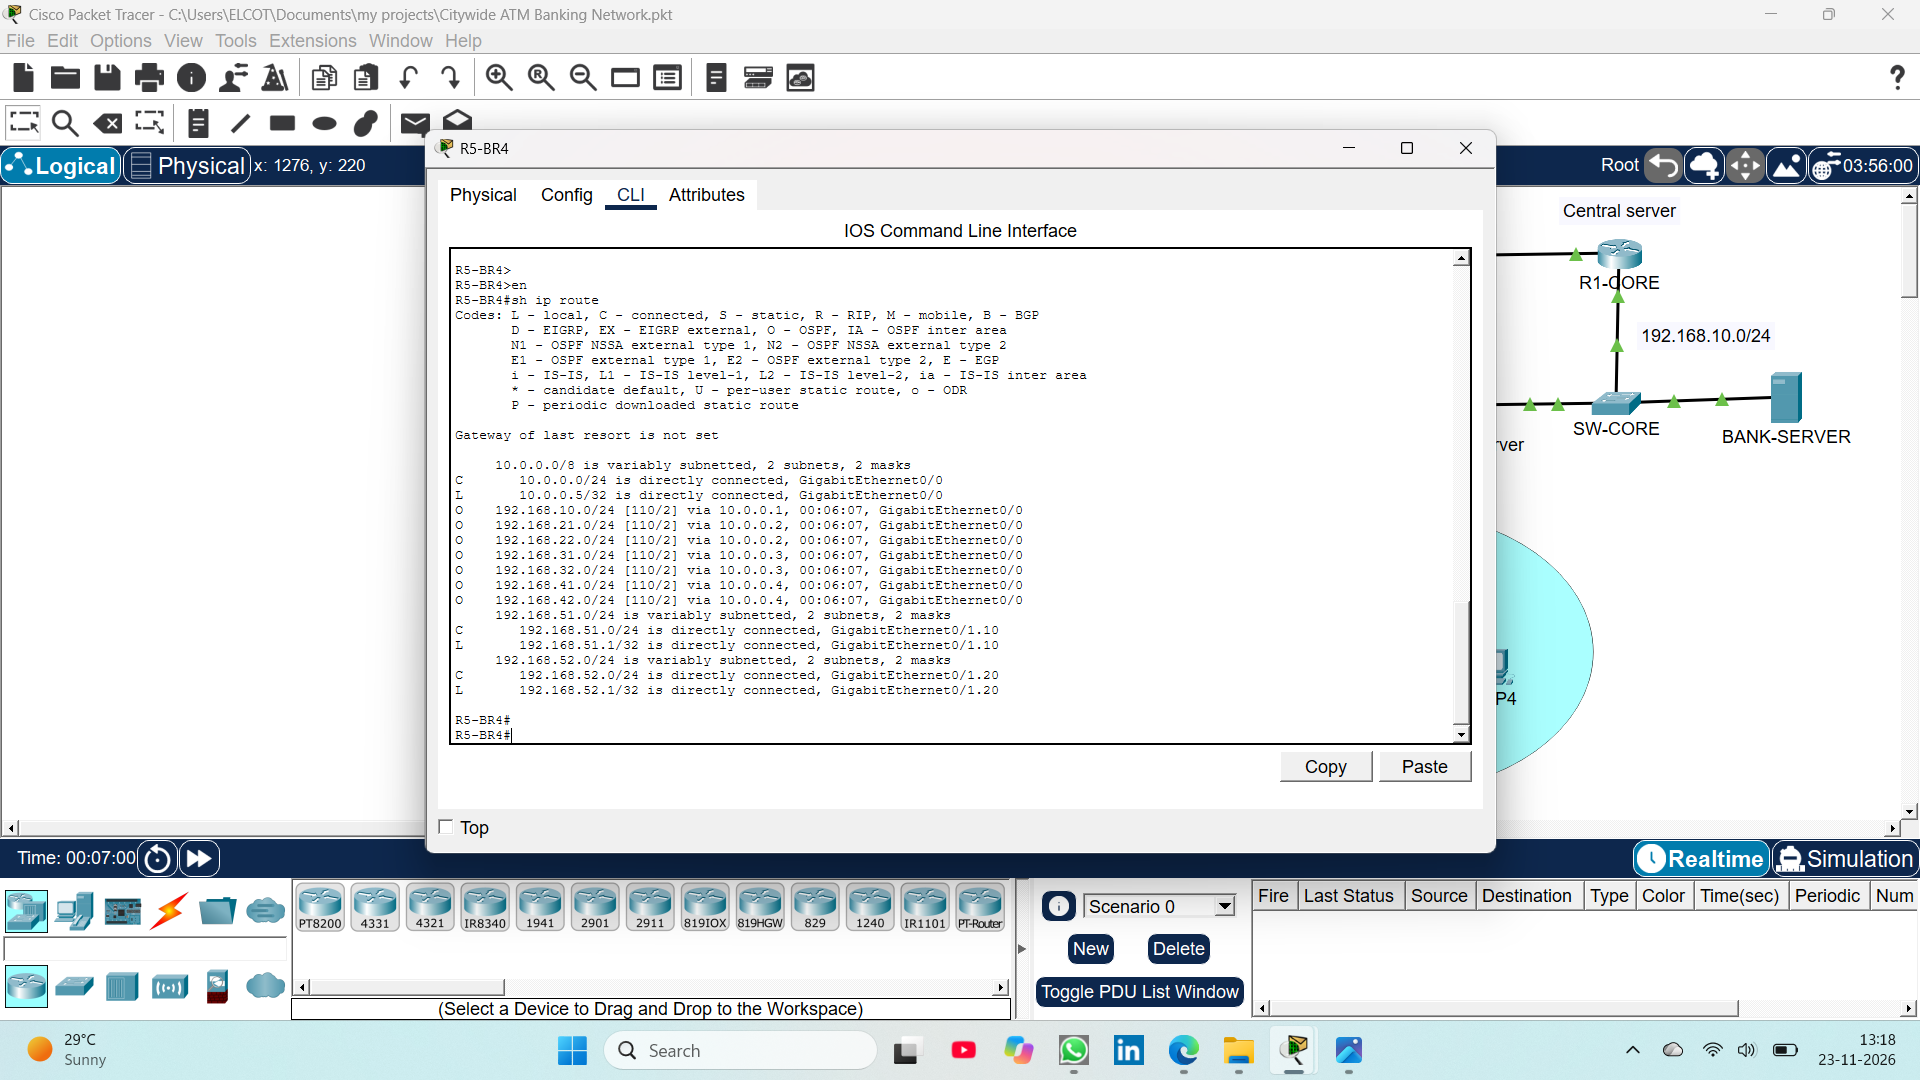 Cisco Packet Tracer - C:\Users\ELCOT\Documents\my projects\Citywide ATM Banking Network.pkt
File Edit Options View Tools Extensions Window Help
Logical Physical x: 1276, y: 220
Root 03:56:00
R5-BR4
Physical Config CLI Attributes
IOS Command Line Interface
R5-BR4>
R5-BR4>en
R5-BR4#sh ip route
Codes: L - local, C - connected, S - static, R - RIP, M - mobile, B - BGP
D - EIGRP, EX - EIGRP external, O - OSPF, IA - OSPF inter area
N1 - OSPF NSSA external type 1, N2 - OSPF NSSA external type 2
E1 - OSPF external type 1, E2 - OSPF external type 2, E - EGP
i - IS-IS, L1 - IS-IS level-1, L2 - IS-IS level-2, ia - IS-IS inter area
* - candidate default, U - per-user static route, o - ODR
P - periodic downloaded static route
Gateway of last resort is not set
10.0.0.0/8 is variably subnetted, 2 subnets, 2 masks
C 10.0.0.0/24 is directly connected, GigabitEthernet0/0
L 10.0.0.5/32 is directly connected, GigabitEthernet0/0
O 192.168.10.0/24 [110/2] via 10.0.0.1, 00:06:07, GigabitEthernet0/0
O 192.168.21.0/24 [110/2] via 10.0.0.2, 00:06:07, GigabitEthernet0/0
O 192.168.22.0/24 [110/2] via 10.0.0.2, 00:06:07, GigabitEthernet0/0
O 192.168.31.0/24 [110/2] via 10.0.0.3, 00:06:07, GigabitEthernet0/0
O 192.168.32.0/24 [110/2] via 10.0.0.3, 00:06:07, GigabitEthernet0/0
O 192.168.41.0/24 [110/2] via 10.0.0.4, 00:06:07, GigabitEthernet0/0
O 192.168.42.0/24 [110/2] via 10.0.0.4, 00:06:07, GigabitEthernet0/0
192.168.51.0/24 is variably subnetted, 2 subnets, 2 masks
C 192.168.51.0/24 is directly connected, GigabitEthernet0/1.10
L 192.168.51.1/32 is directly connected, GigabitEthernet0/1.10
192.168.52.0/24 is variably subnetted, 2 subnets, 2 masks
C 192.168.52.0/24 is directly connected, GigabitEthernet0/1.20
L 192.168.52.1/32 is directly connected, GigabitEthernet0/1.20
R5-BR4#
R5-BR4#
Copy Paste
Top
Central server
R1-CORE
192.168.10.0/24
SW-CORE
BANK-SERVER
ver
P4
Time: 00:07:00
Realtime Simulation
PT8200 4331 4321 IR8340 1941 2901 2911 819IOX 819HGW 829 1240 IR1101 PT-Router
(Select a Device to Drag and Drop to the Workspace)
Scenario 0
New Delete
Toggle PDU List Window
Fire Last Status Source Destination Type Color Time(sec) Periodic Num
29°C
Sunny
Search
13:18
23-11-2026